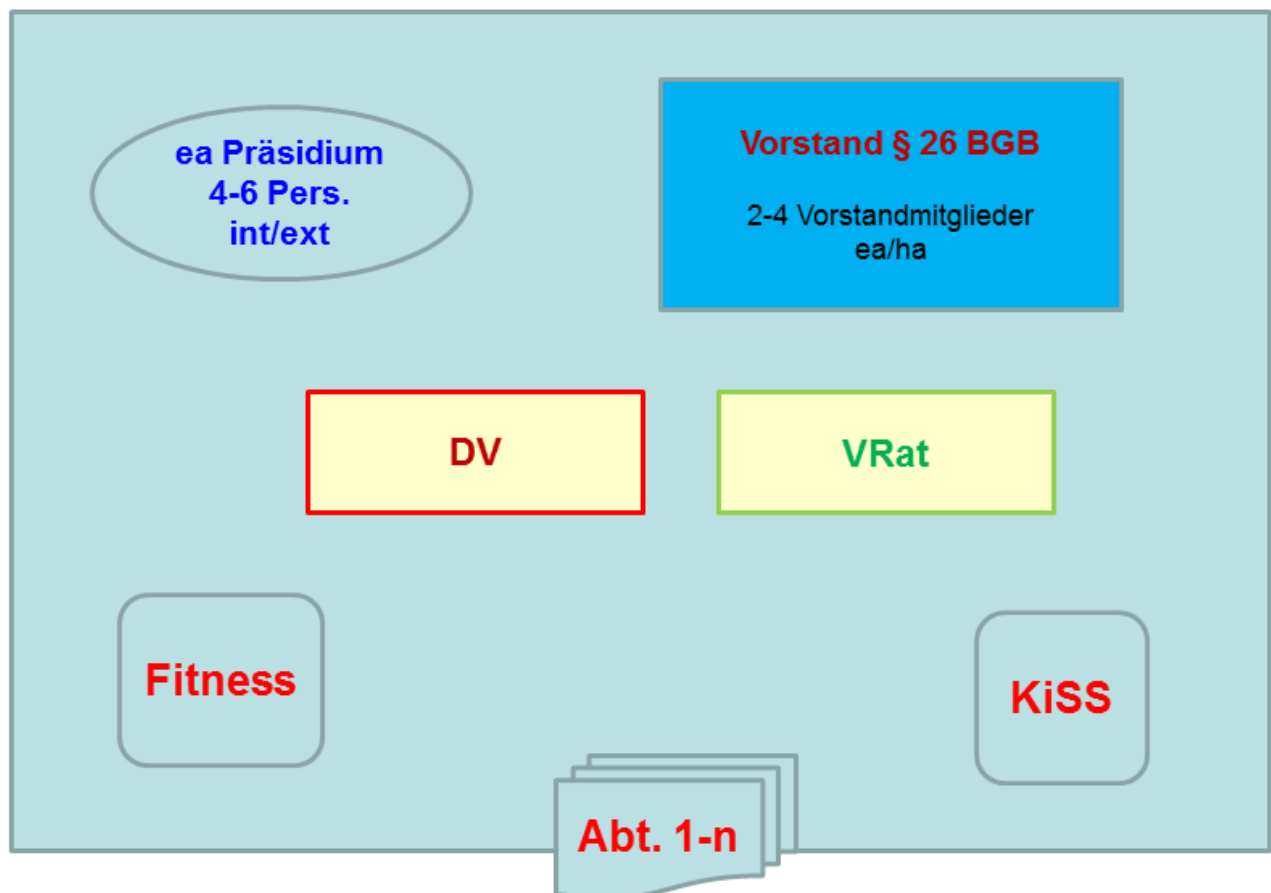 ea Präsidium
4-6 Pers.
int/ext
Vorstand § 26 BGB
2-4 Vorstandmitglieder
ea/ha
DV
VRat
Fitness
KiSS
Abt. 1-n